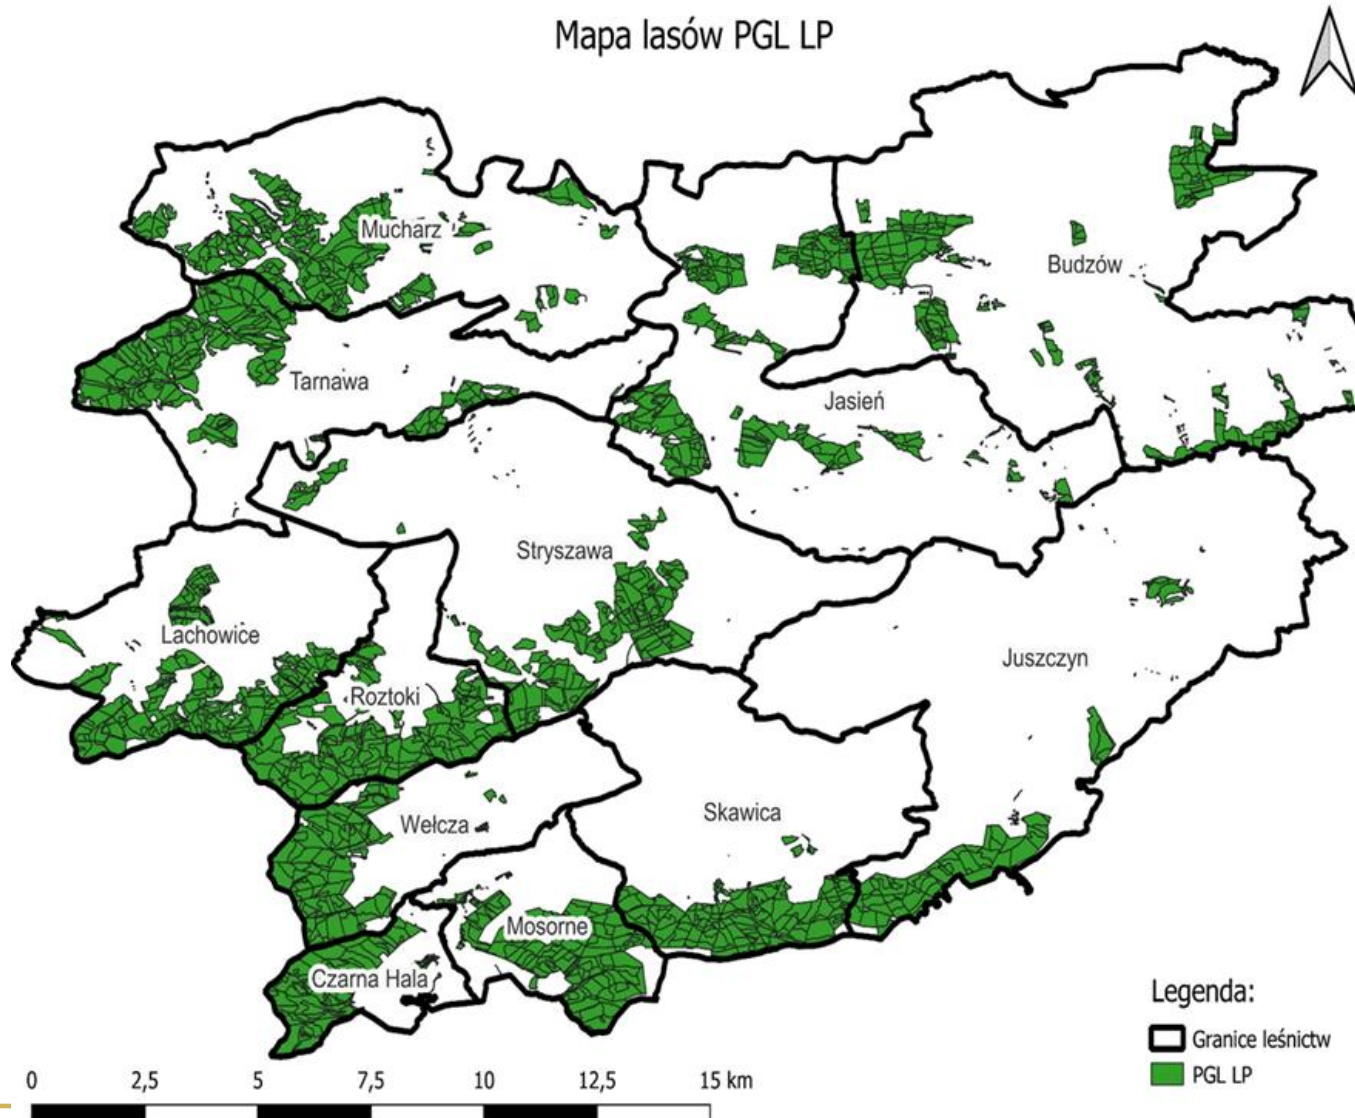 Mapa lasów PGL LP
Mucharz
Budzów
Tarnawa
Jasień
Stryszawa
Lachowice
Juszczyn
Roztoki
Skawica
Wełcza
Mosorne
Czarna Hala
Legenda:
Granice leśnictw
PGL LP
0 2,5 5 7,5 10 12,5 15 km